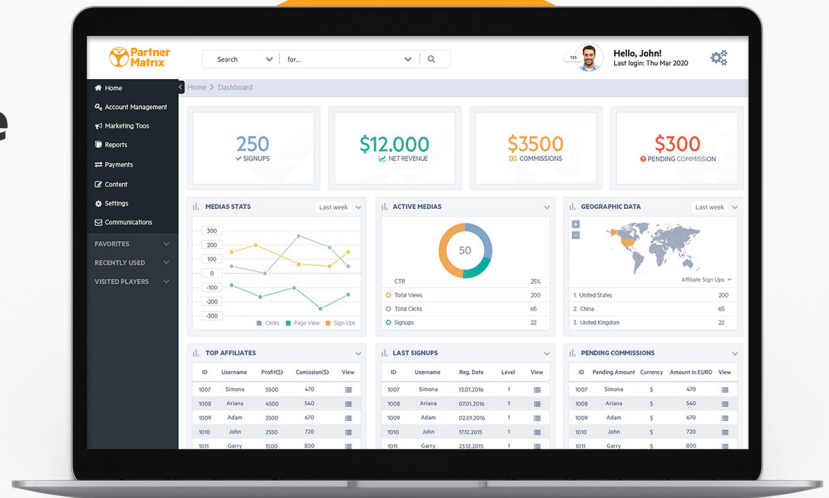 e
Partner
Matrix
Search
for...
135
Hello, John!
Last login: Thu Mar 2020
Home
Account Management
Marketing Toos
Reports
Payments
Content
Settings
Communications
FAVORITES
RECENTLY USED
VISITED PLAYERS
Home > Dashboard
250
SIGNUPS
$12.000
NET REVENUE
$3500
COMMISSIONS
$300
PENDING COMMISSION
MEDIAS STATS Last week
300
200
100
0
-100
-200
-300
Clicks Page View Sign Ups
ACTIVE MEDIAS
50
CTR 25%
Total Views 200
Total Clicks 65
Signups 22
GEOGRAPHIC DATA Last week
+
-
Affiliate Sign Ups
1. United States 200
2. China 65
3. United Kingdom 22
TOP AFFILIATES
ID Username Profit($) Comission($) View
1007 Simona 5500 470
1008 Ariana 4500 540
1009 Adam 3500 670
1010 John 2550 720
1011 Garry 1500 800
LAST SIGNUPS
ID Username Reg. Date Level View
1007 Simona 13.01.2016 1
1008 Ariana 07.01.2016 1
1009 Adam 02.01.2016 1
1010 John 17.12.2015 1
1011 Garry 23.12.2015 1
PENDING COMMISSIONS
ID Pending Amount Currency Amount in EURO View
1007 Simona $ 470
1008 Ariana $ 540
1009 Adam $ 670
1010 John $ 720
1011 Garry $ 800